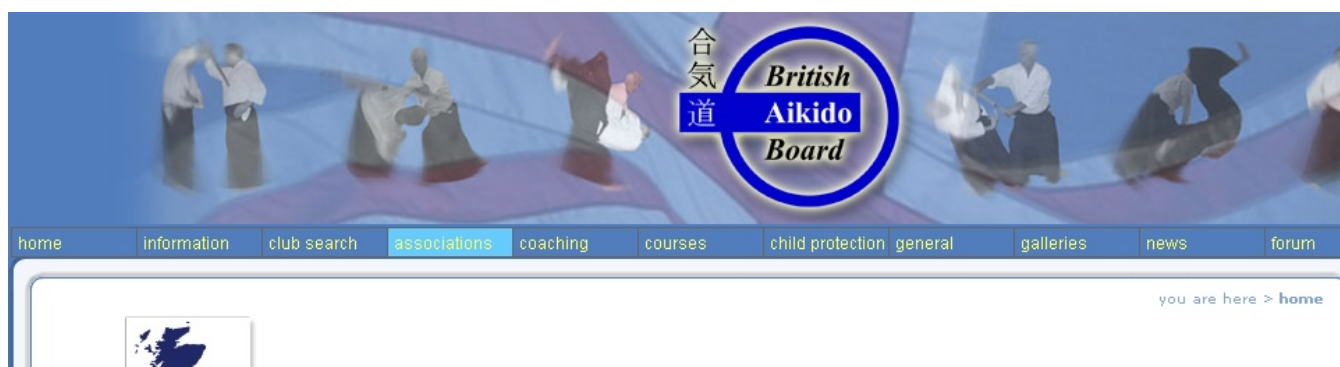 合
気
道
British
Aikido
Board
home information club search associations coaching courses child protection general galleries news forum
you are here > home